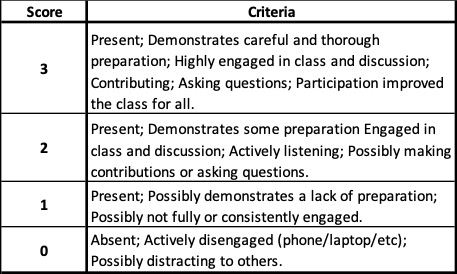 Score Criteria
3
Present; Demonstrates careful and thorough
preparation; Highly engaged in class and discussion;
Contributing; Asking questions; Participation improved
the class for all.
2
Present; Demonstrates some preparation Engaged in
class and discussion; Actively listening; Possibly making
contributions or asking questions.
1
Present; Possibly demonstrates a lack of preparation;
Possibly not fully or consistently engaged.
0
Absent; Actively disengaged (phone/laptop/etc);
Possibly distracting to others.